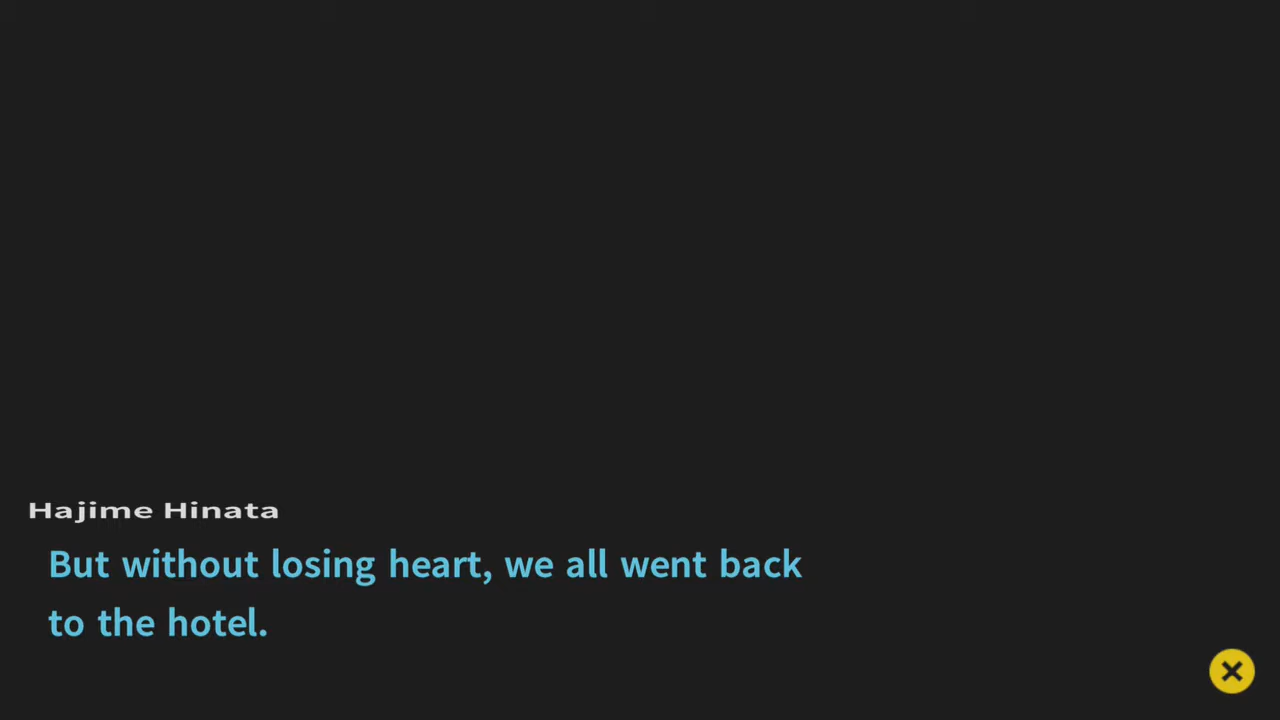 Hajime Hinata
But without losing heart, we all went back
to the hotel.